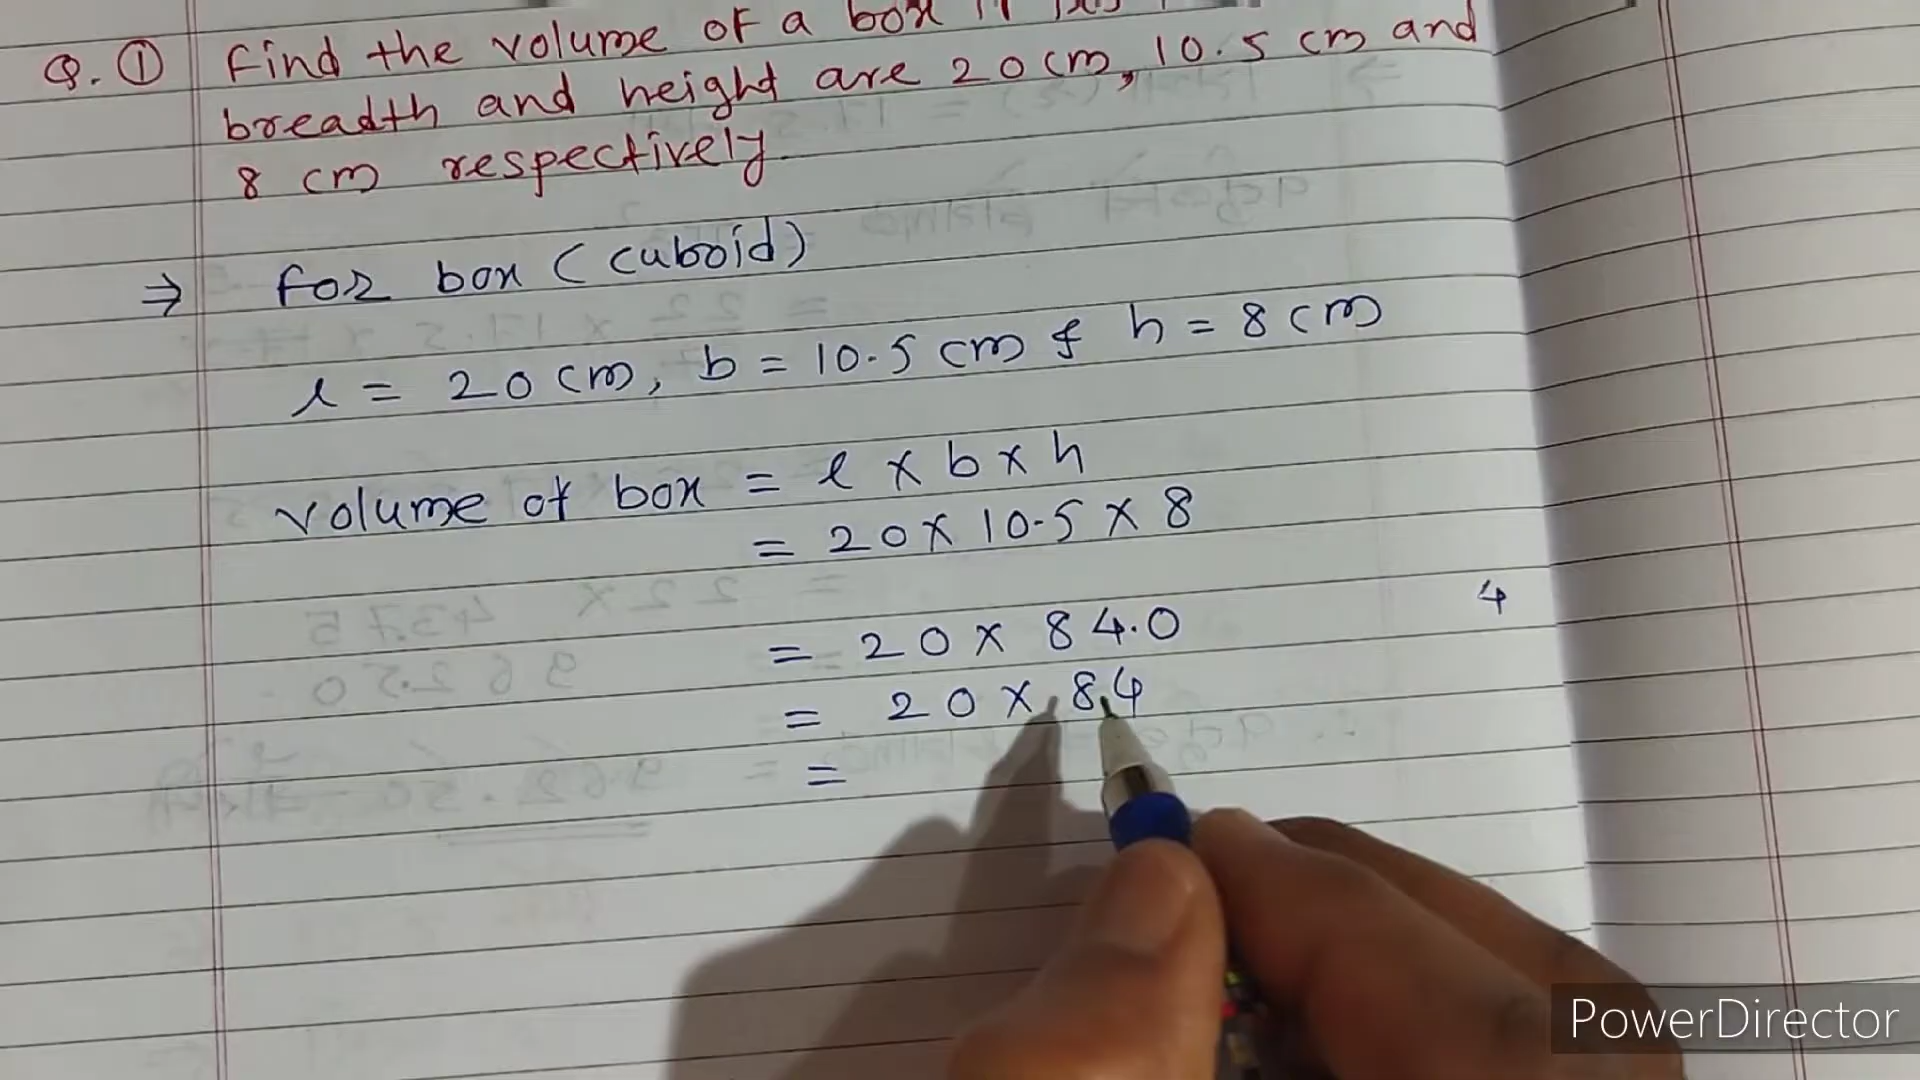 Q. ① Find the volume of a box if its
breadth and height are 20 cm, 10.5 cm and
8 cm respectively
⇒ For box (cuboid)
l = 20 cm, b = 10.5 cm & h = 8 cm
volume of box = l × b × h
= 20 × 10.5 × 8
4
= 20 × 84.0
= 20 × 84
=
PowerDirector